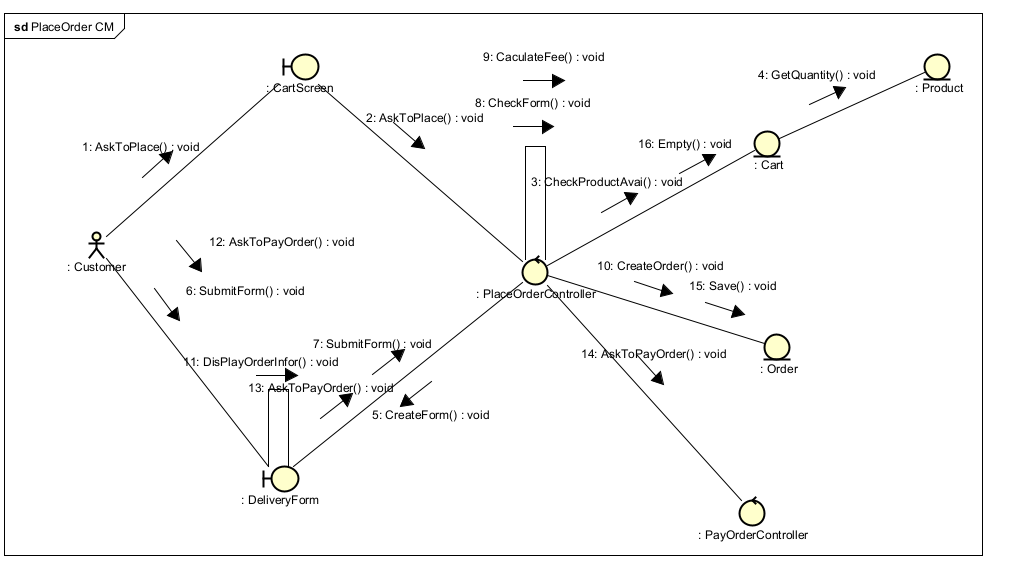 sd PlaceOrder CM
9: CaculateFee() : void
4: GetQuantity() : void
: CartScreen
: Product
8: CheckForm() : void
2: AskToPlace() : void
1: AskToPlace() : void
16: Empty() : void
: Cart
3: CheckProductAvai() : void
12: AskToPayOrder() : void
: Customer
10: CreateOrder() : void
6: SubmitForm() : void
: PlaceOrderController
15: Save() : void
7: SubmitForm() : void
14: AskToPayOrder() : void
11: DisPlayOrderInfor() : void
: Order
13: AskToPayOrder() : void
5: CreateForm() : void
: DeliveryForm
: PayOrderController